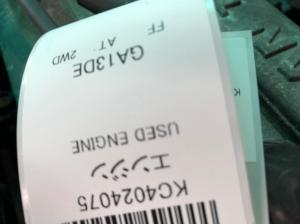 KC4024075
エンジン
USED ENGINE
GA13DE
AT 2WD
FF